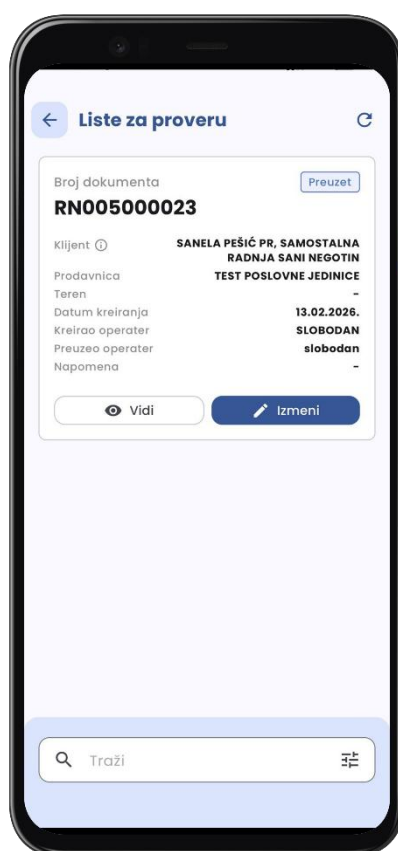 Liste za proveru
Broj dokumenta
Preuzet
RN005000023
Klijent
SANELA PEŠIĆ PR, SAMOSTALNA
RADNJA SANI NEGOTIN
Prodavnica TEST POSLOVNE JEDINICE
Teren -
Datum kreiranja 13.02.2026.
Kreirao operater SLOBODAN
Preuzeo operater slobodan
Napomena -
Vidi
Izmeni
Traži